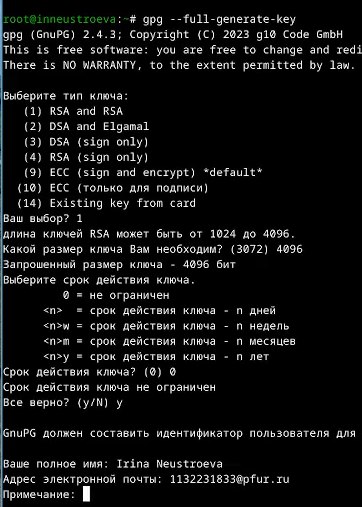 root@inneustroeva:~# gpg --full-generate-key
gpg (GnuPG) 2.4.3; Copyright (C) 2023 g10 Code GmbH
This is free software: you are free to change and redi
There is NO WARRANTY, to the extent permitted by law.
Выберите тип ключа:
(1) RSA and RSA
(2) DSA and Elgamal
(3) DSA (sign only)
(4) RSA (sign only)
(9) ECC (sign and encrypt) *default*
(10) ECC (только для подписи)
(14) Existing key from card
Ваш выбор? 1
длина ключей RSA может быть от 1024 до 4096.
Какой размер ключа Вам необходим? (3072) 4096
Запрошенный размер ключа - 4096 бит
Выберите срок действия ключа.
0 = не ограничен
<n> = срок действия ключа - n дней
<n>w = срок действия ключа - n недель
<n>m = срок действия ключа - n месяцев
<n>y = срок действия ключа - n лет
Срок действия ключа? (0) 0
Срок действия ключа не ограничен
Все верно? (y/N) y
GnuPG должен составить идентификатор пользователя для
Ваше полное имя: Irina Neustroeva
Адрес электронной почты: 1132231833@pfur.ru
Примечание: